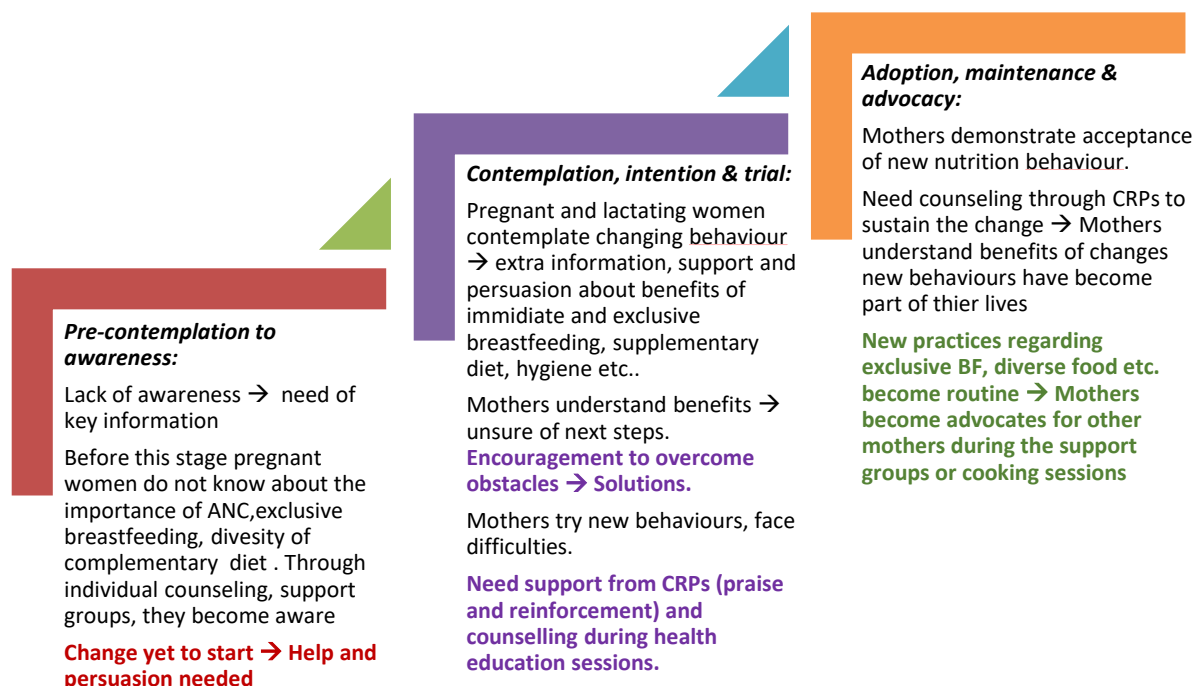 Pre-contemplation to
awareness:
Lack of awareness → need of
key information
Before this stage pregnant
women do not know about the
importance of ANC,exclusive
breastfeeding, divesity of
complementary diet . Through
individual counseling, support
groups, they become aware
Change yet to start → Help and
persuasion needed
Contemplation, intention & trial:
Pregnant and lactating women
contemplate changing behaviour
→ extra information, support and
persuasion about benefits of
immidiate and exclusive
breastfeeding, supplementary
diet, hygiene etc..
Mothers understand benefits →
unsure of next steps.
Encouragement to overcome
obstacles → Solutions.
Mothers try new behaviours, face
difficulties.
Need support from CRPs (praise
and reinforcement) and
counselling during health
education sessions.
Adoption, maintenance &
advocacy:
Mothers demonstrate acceptance
of new nutrition behaviour.
Need counseling through CRPs to
sustain the change → Mothers
understand benefits of changes
new behaviours have become
part of thier lives
New practices regarding
exclusive BF, diverse food etc.
become routine → Mothers
become advocates for other
mothers during the support
groups or cooking sessions